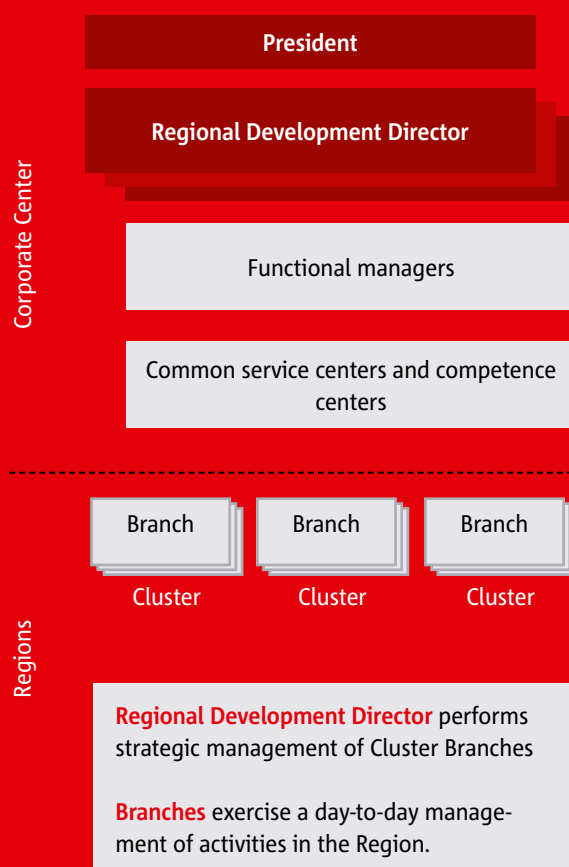 President
Regional Development Director
Corporate Center
Functional managers
Common service centers and competence
centers
Branch
Branch
Branch
Cluster
Cluster
Cluster
Regions
Regional Development Director performs
strategic management of Cluster Branches
Branches exercise a day-to-day manage-
ment of activities in the Region.